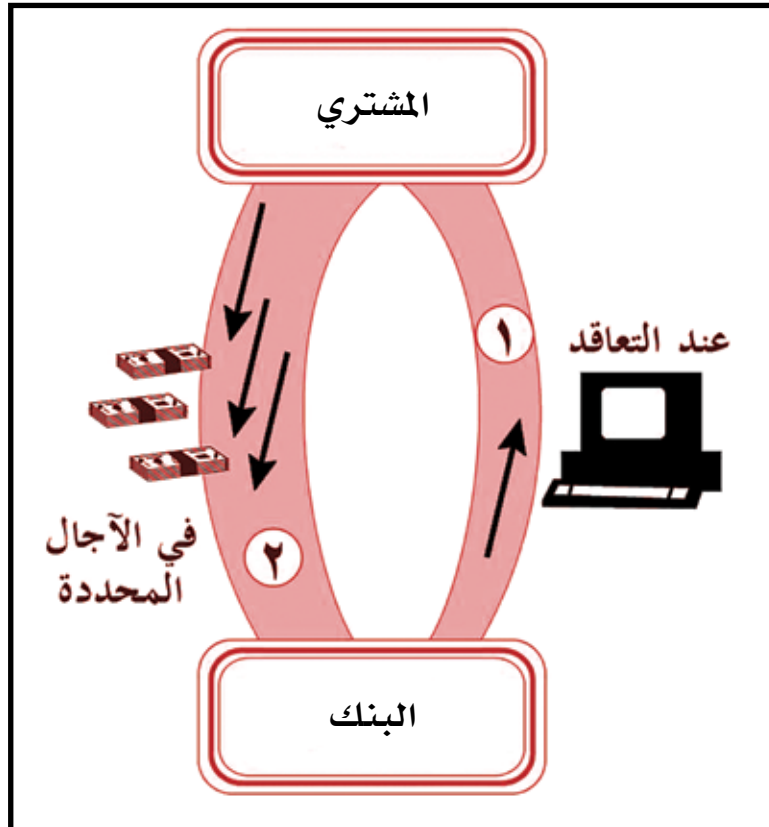 المشتري
١
عند التعاقد
في الآجال
المحددة
٢
البنك